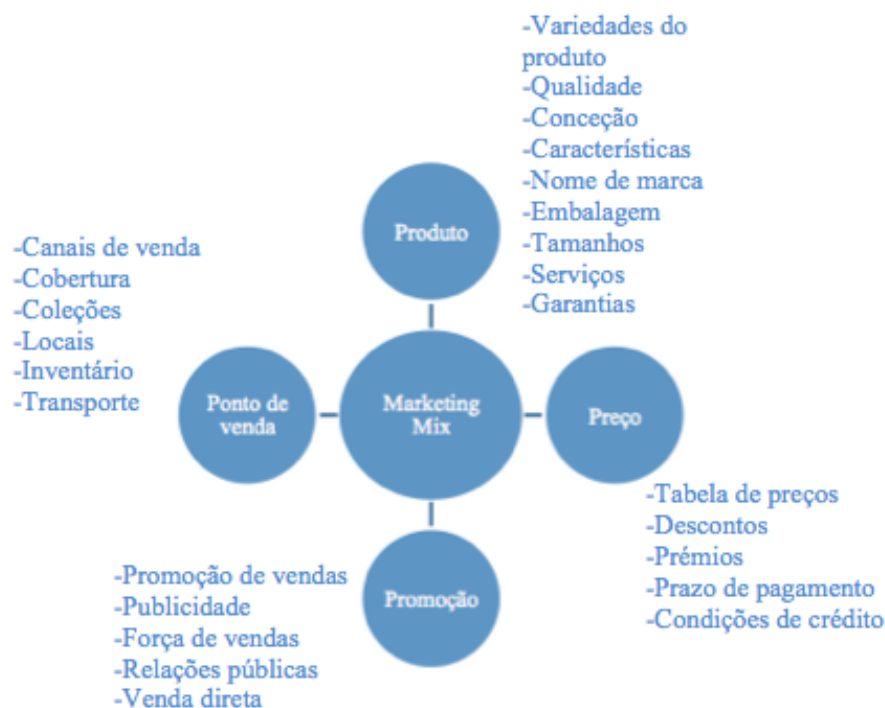 -Variedades do
produto
-Qualidade
-Conceção
-Características
-Nome de marca
-Embalagem
-Tamanhos
-Serviços
-Garantias
Produto
-Canais de venda
-Cobertura
-Coleções
-Locais
-Inventário
-Transporte
Ponto de
venda
Marketing
Mix
Preço
-Tabela de preços
-Descontos
-Prémios
-Prazo de pagamento
-Condições de crédito
Promoção
-Promoção de vendas
-Publicidade
-Força de vendas
-Relações públicas
-Venda direta